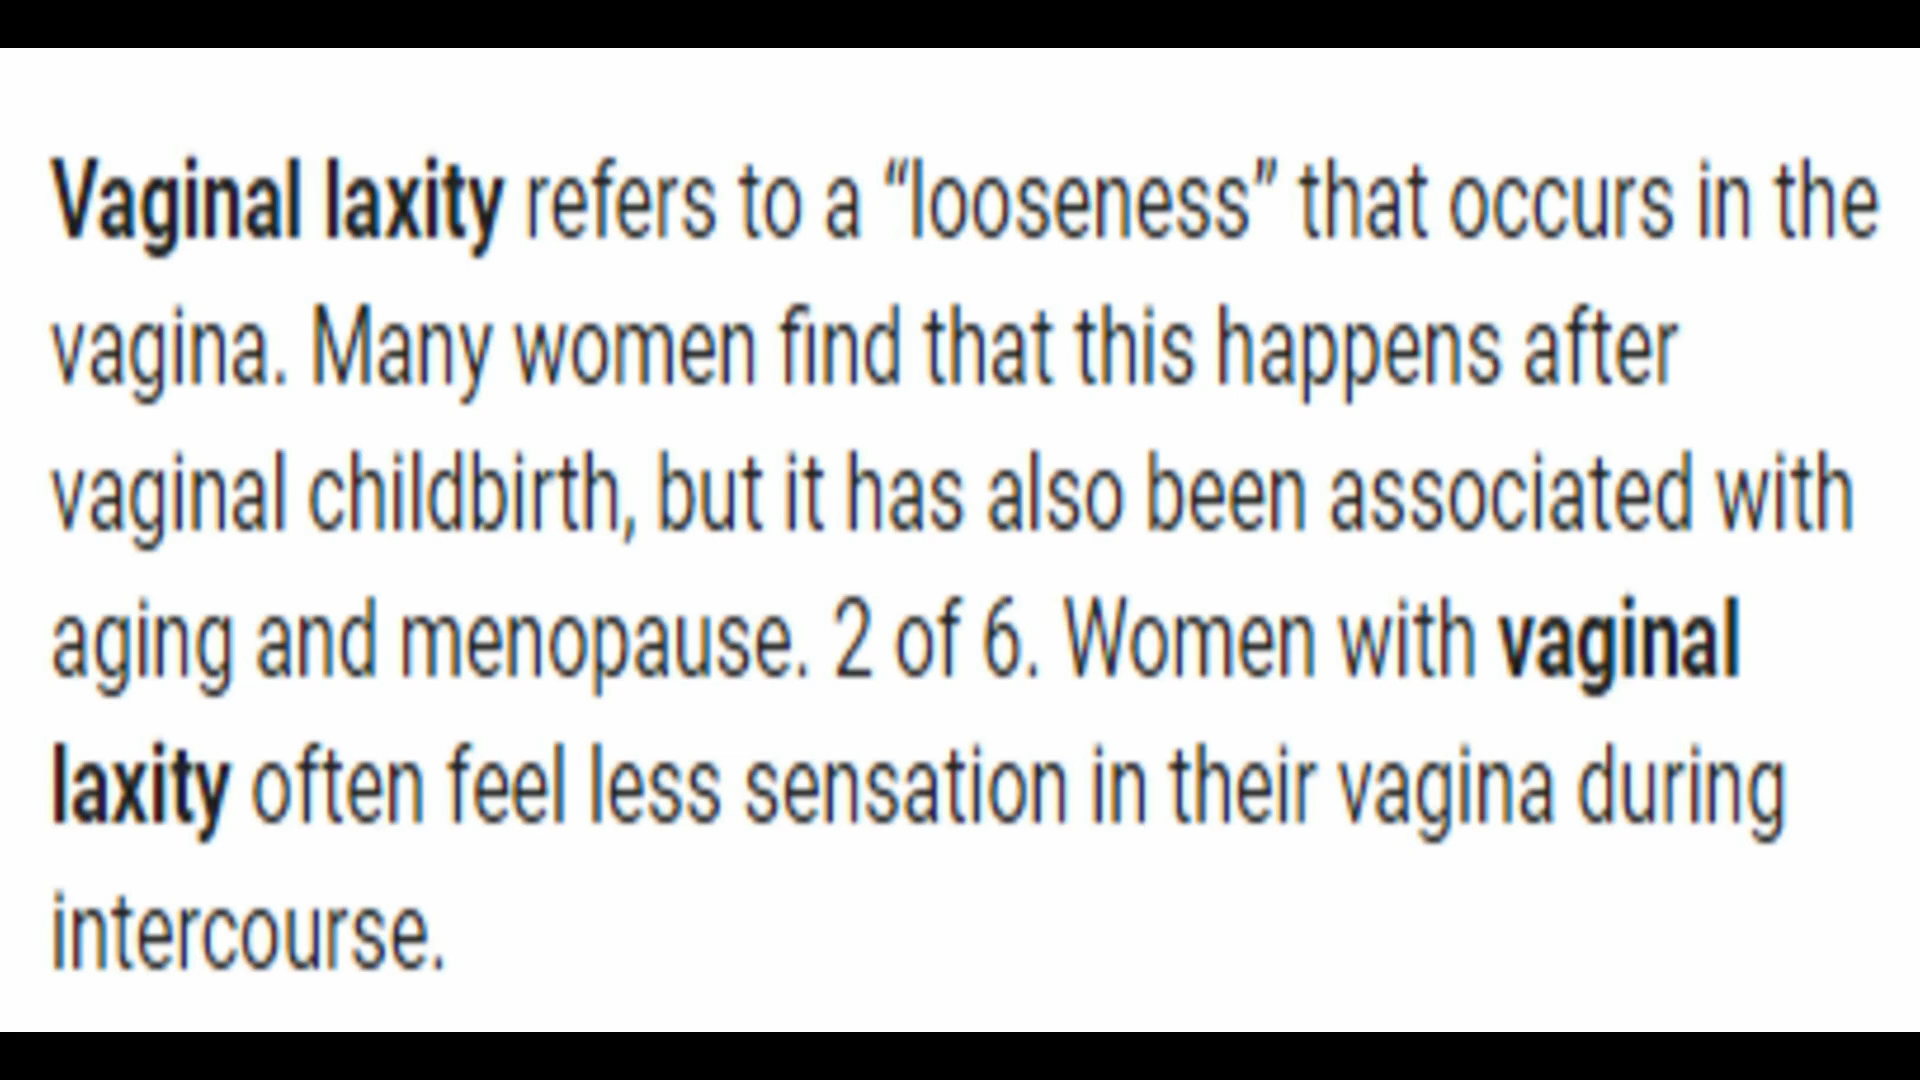 Vaginal laxity refers to a “looseness” that occurs in the
vagina. Many women find that this happens after
vaginal childbirth, but it has also been associated with
aging and menopause. 2 of 6. Women with vaginal
laxity often feel less sensation in their vagina during
intercourse.